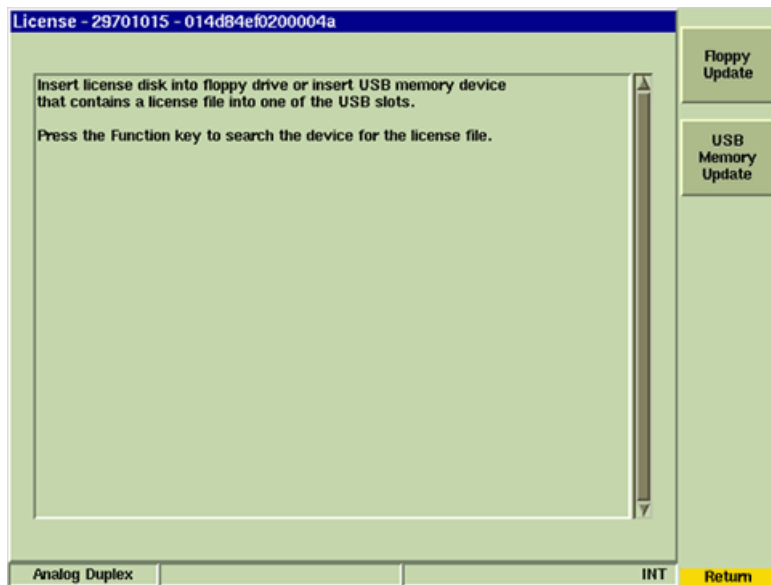 License - 29701015 - 014d84ef0200004a
Insert license disk into floppy drive or insert USB memory device
that contains a license file into one of the USB slots.
Press the Function key to search the device for the license file.
Floppy
Update
USB
Memory
Update
Analog Duplex
INT
Return